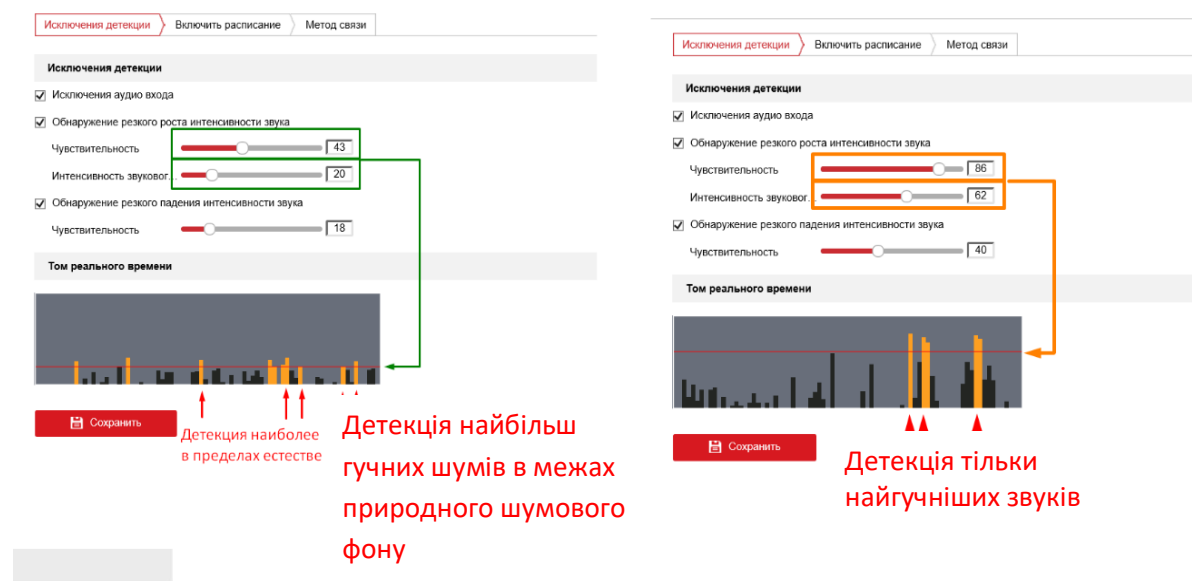 Исключения детекции
Включить расписание
Метод связи
Исключения детекции
Исключения аудио входа
Обнаружение резкого роста интенсивности звука
Чувствительность 43
Интенсивность звуковог... 20
Обнаружение резкого падения интенсивности звука
Чувствительность 18
Том реального времени
Сохранить
Детекция наиболее
в пределах естестве
Детекція найбільш
гучних шумів в межах
природного шумового
фону
Исключения детекции
Включить расписание
Метод связи
Исключения детекции
Исключения аудио входа
Обнаружение резкого роста интенсивности звука
Чувствительность 86
Интенсивность звуковог... 62
Обнаружение резкого падения интенсивности звука
Чувствительность 40
Том реального времени
Сохранить
Детекція тільки
найгучніших звуків